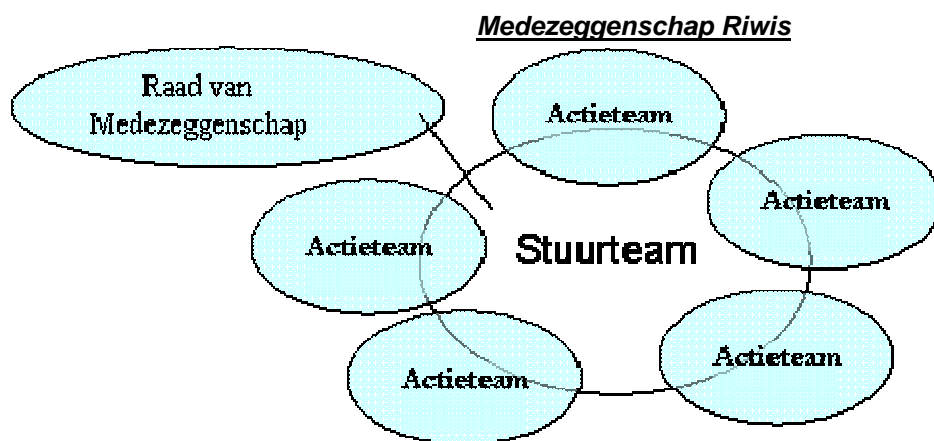 Medezeggenschap Riwis
Raad van
Medezeggenschap
Actieteam
Actieteam
Actieteam
Stuurteam
Actieteam
Actieteam